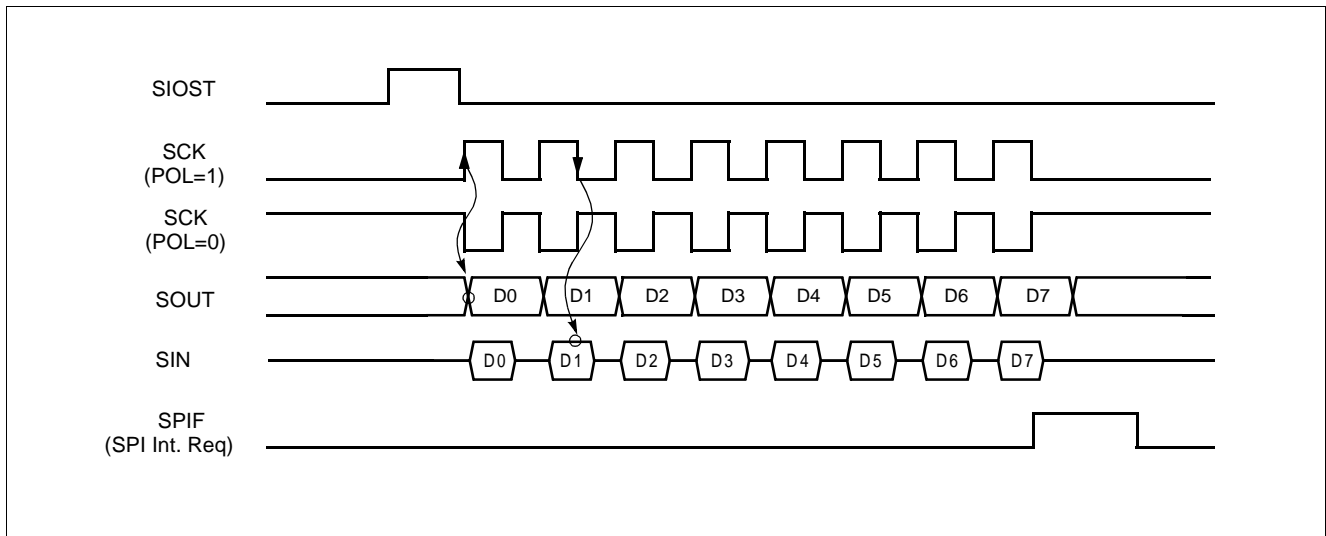 SIOST
SCK
(POL=1)
SCK
(POL=0)
SOUT
D0 D1 D2 D3 D4 D5 D6 D7
SIN
D0 D1 D2 D3 D4 D5 D6 D7
SPIF
(SPI Int. Req)